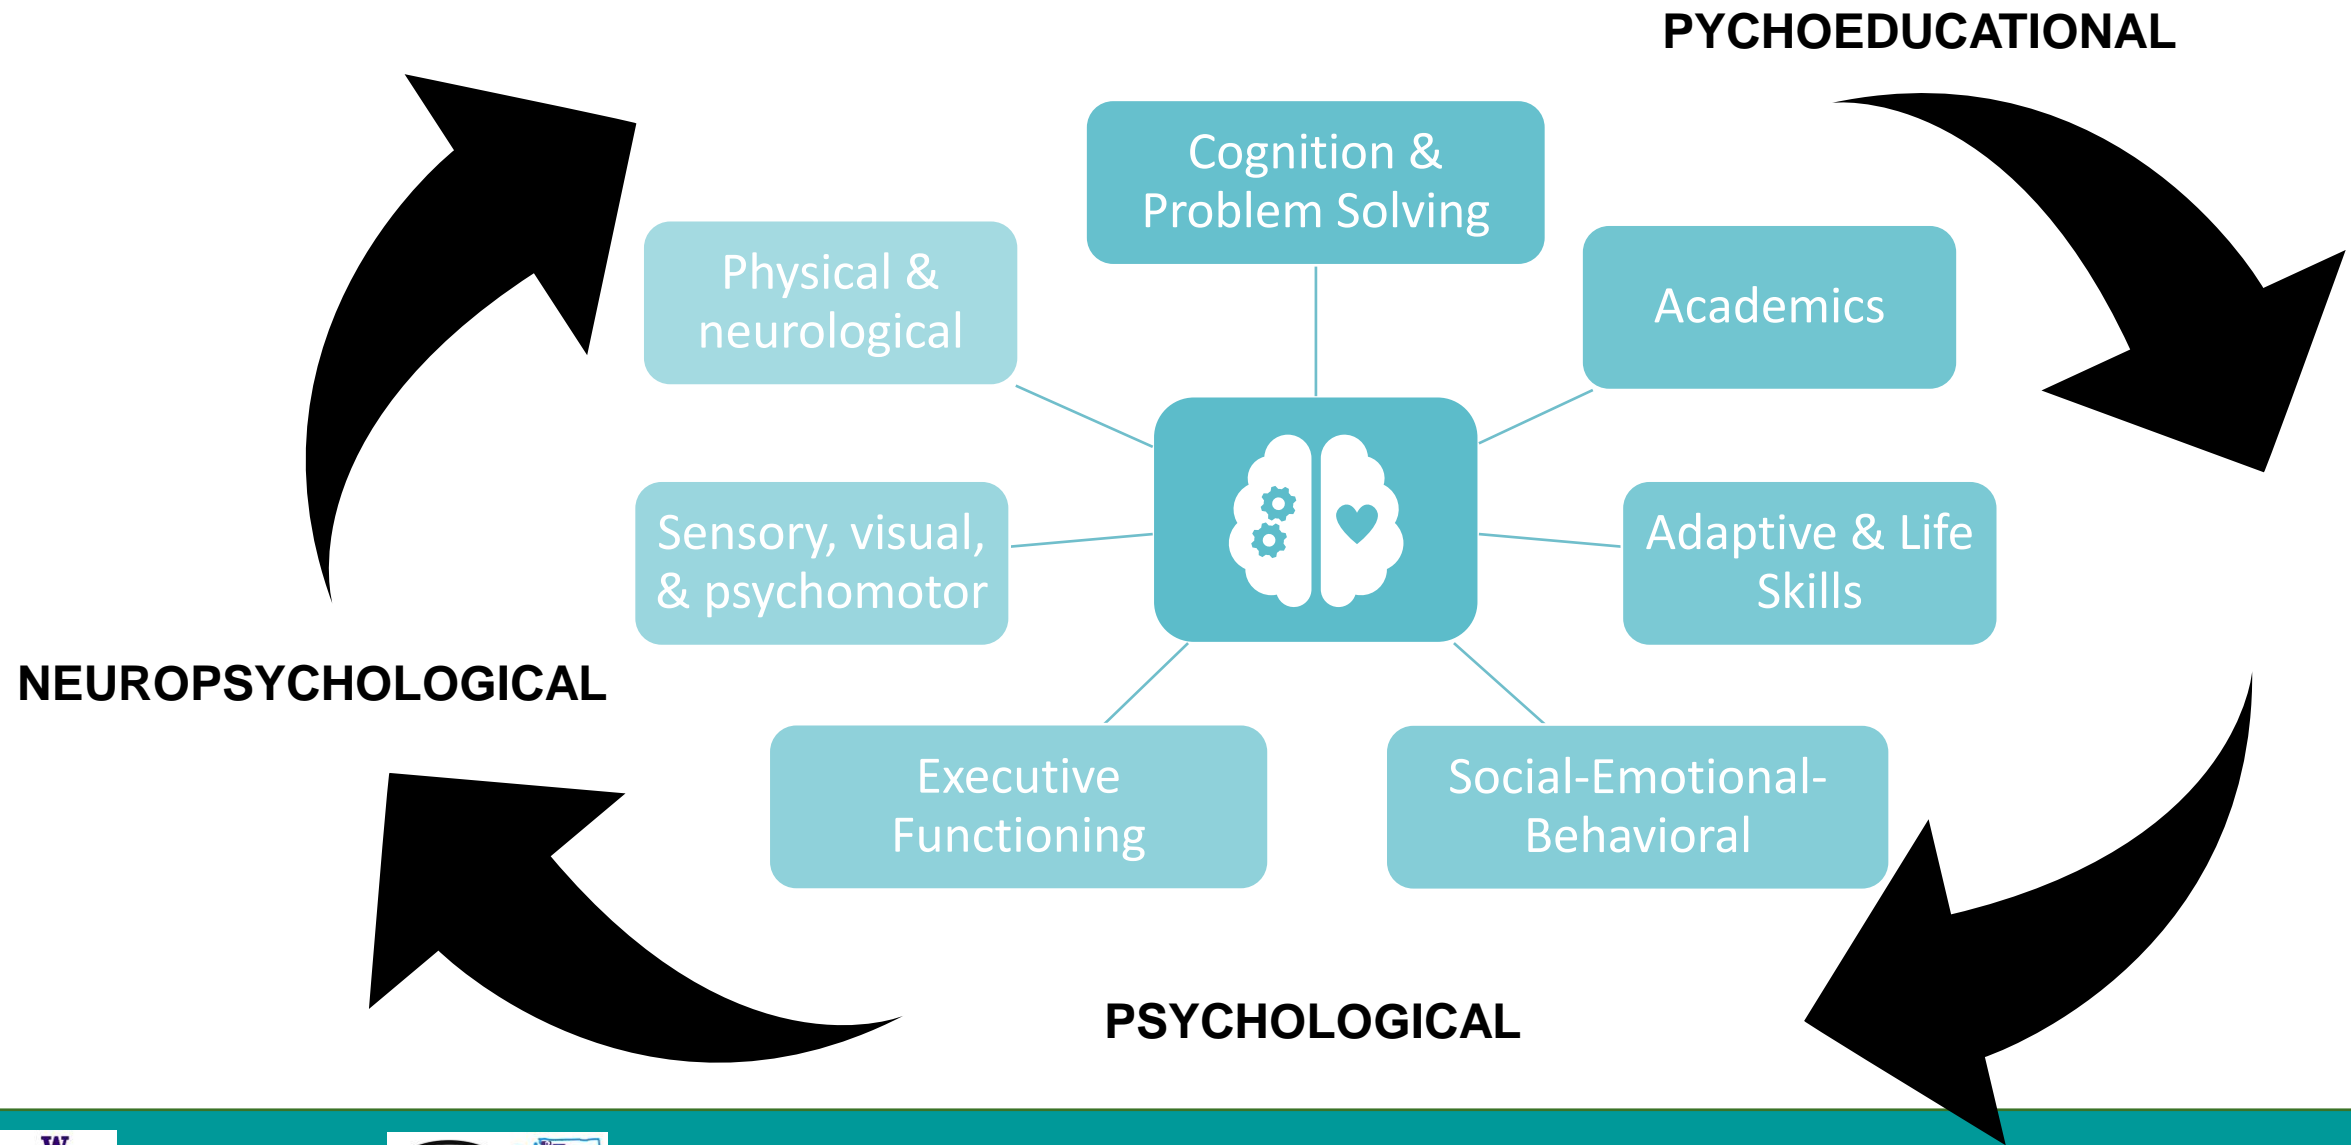 PYCHOEDUCATIONAL
Cognition &
Problem Solving
Physical &
neurological
Academics
Sensory, visual,
& psychomotor
Adaptive & Life
Skills
NEUROPSYCHOLOGICAL
Executive
Functioning
Social-Emotional-
Behavioral
PSYCHOLOGICAL
W